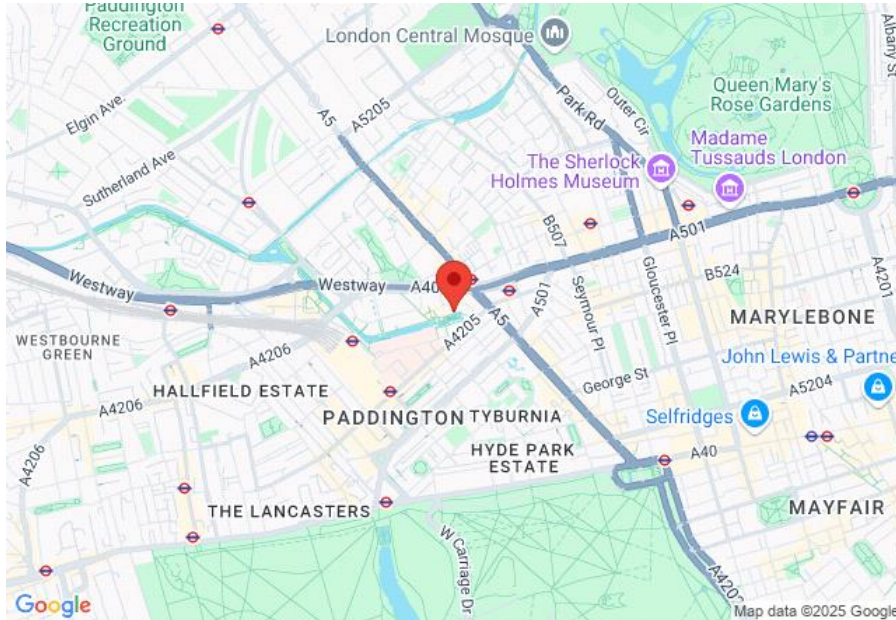 Paddington
Recreation
Ground
London Central Mosque
Albany St
A5
A5205
Elgin Ave.
Outer Cir
Park Rd
Queen Mary's
Rose Gardens
Madame
Tussauds London
The Sherlock
Holmes Museum
Sutherland Ave
B507
A501
Westway
Westway
A40
A501
Seymour Pl
Gloucester Pl
B524
A4201
MARYLEBONE
WESTBOURNE
GREEN
A4206
A4205
A5
John Lewis & Partne
HALLFIELD ESTATE
George St
A5204
A4206
PADDINGTON
TYBURNIA
Selfridges
A4206
HYDE PARK
ESTATE
A40
THE LANCASTERS
MAYFAIR
W Carriage Dr
A4202
Google
Map data ©2025 Google